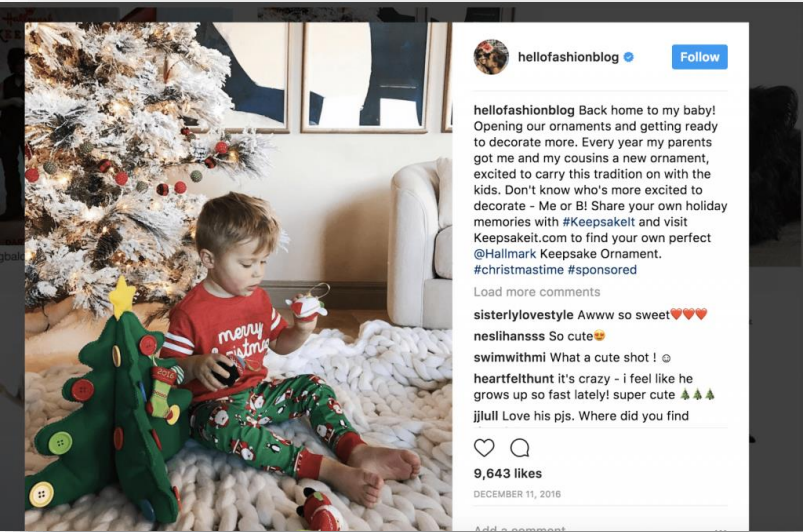 hellofashionblog
Follow
hellofashionblog Back home to my baby!
Opening our ornaments and getting ready
to decorate more. Every year my parents
got me and my cousins a new ornament,
excited to carry this tradition on with the
kids. Don't know who's more excited to
decorate - Me or B! Share your own holiday
memories with #KeepsakeIt and visit
Keepsakeit.com to find your own perfect
@Hallmark Keepsake Ornament.
#christmastime #sponsored
Load more comments
sisterlylovestyle Awww so sweet❤️❤️❤️
neslihansss So cute😍
swimwithmi What a cute shot ! ☺
heartfelthunt it's crazy - i feel like he
grows up so fast lately! super cute 🎄🎄🎄
jjlull Love his pjs. Where did you find
9,643 likes
DECEMBER 11, 2016
Add a comment
merry
2016